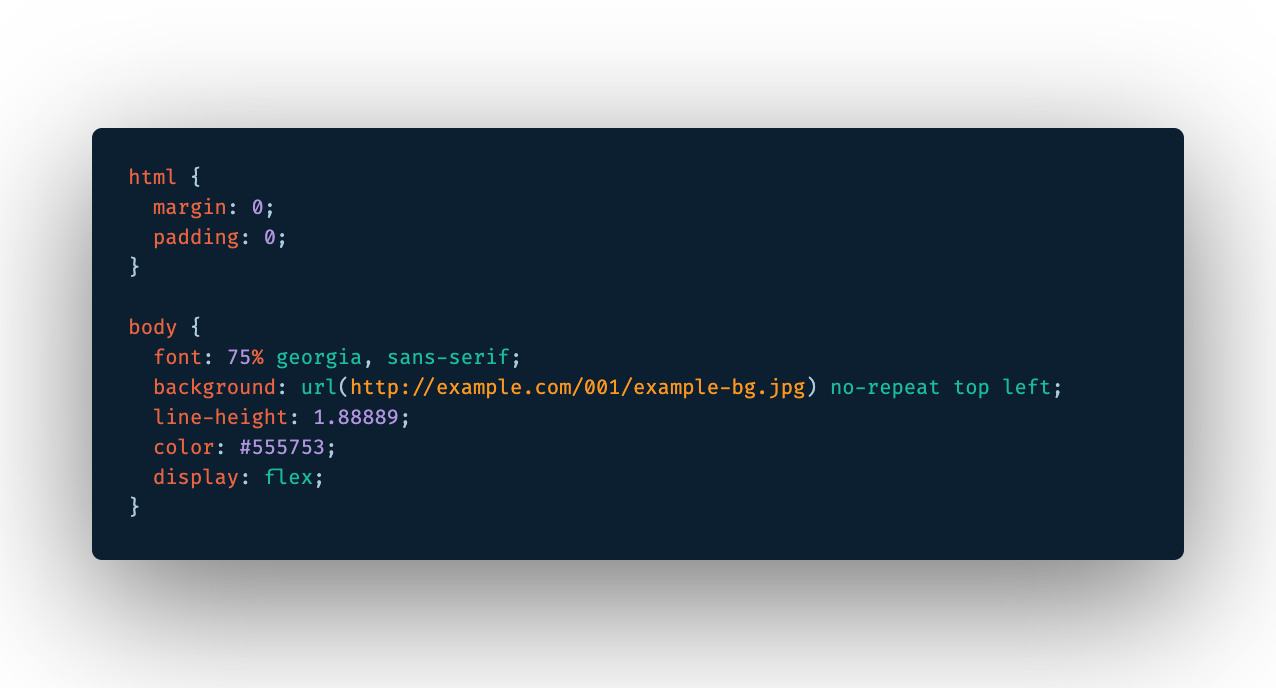 html {
  margin: 0;
  padding: 0;
}

body {
  font: 75% georgia, sans-serif;
  background: url(http://example.com/001/example-bg.jpg) no-repeat top left;
  line-height: 1.88889;
  color: #555753;
  display: flex;
}